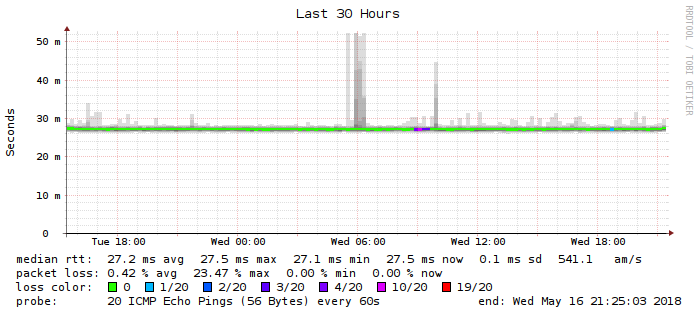 Last 30 Hours
RRDTOOL / TOBI OETIKER
Seconds
50 m
40 m
30 m
20 m
10 m
0
Tue 18:00 Wed 00:00 Wed 06:00 Wed 12:00 Wed 18:00
median rtt: 27.2 ms avg 27.5 ms max 27.1 ms min 27.5 ms now 0.1 ms sd 541.1 am/s
packet loss: 0.42 % avg 23.47 % max 0.00 % min 0.00 % now
loss color: 0 1/20 2/20 3/20 4/20 10/20 19/20
probe: 20 ICMP Echo Pings (56 Bytes) every 60s end: Wed May 16 21:25:03 2018